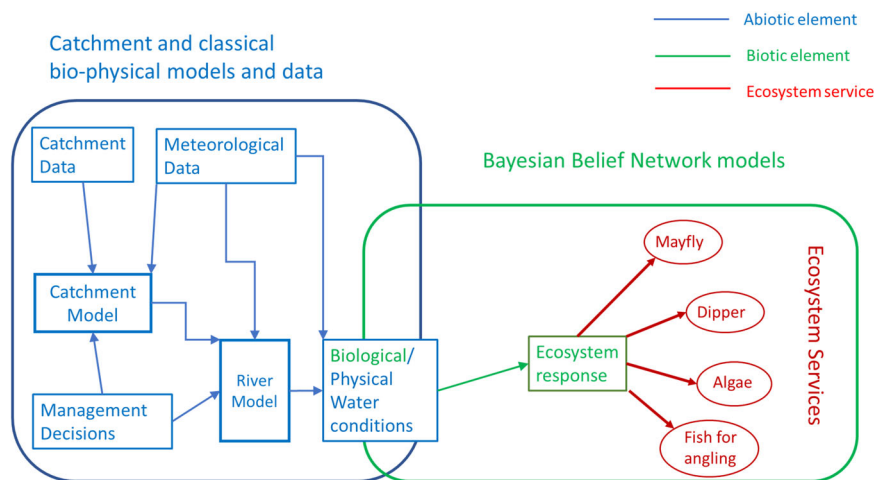 Abiotic element
Biotic element
Ecosystem service
Catchment and classical
bio-physical models and data
Bayesian Belief Network models
Catchment
Data
Meteorological
Data
Catchment
Model
Management
Decisions
River
Model
Biological/
Physical
Water
conditions
Ecosystem
response
Mayfly
Dipper
Algae
Fish for
angling
Ecosystem Services